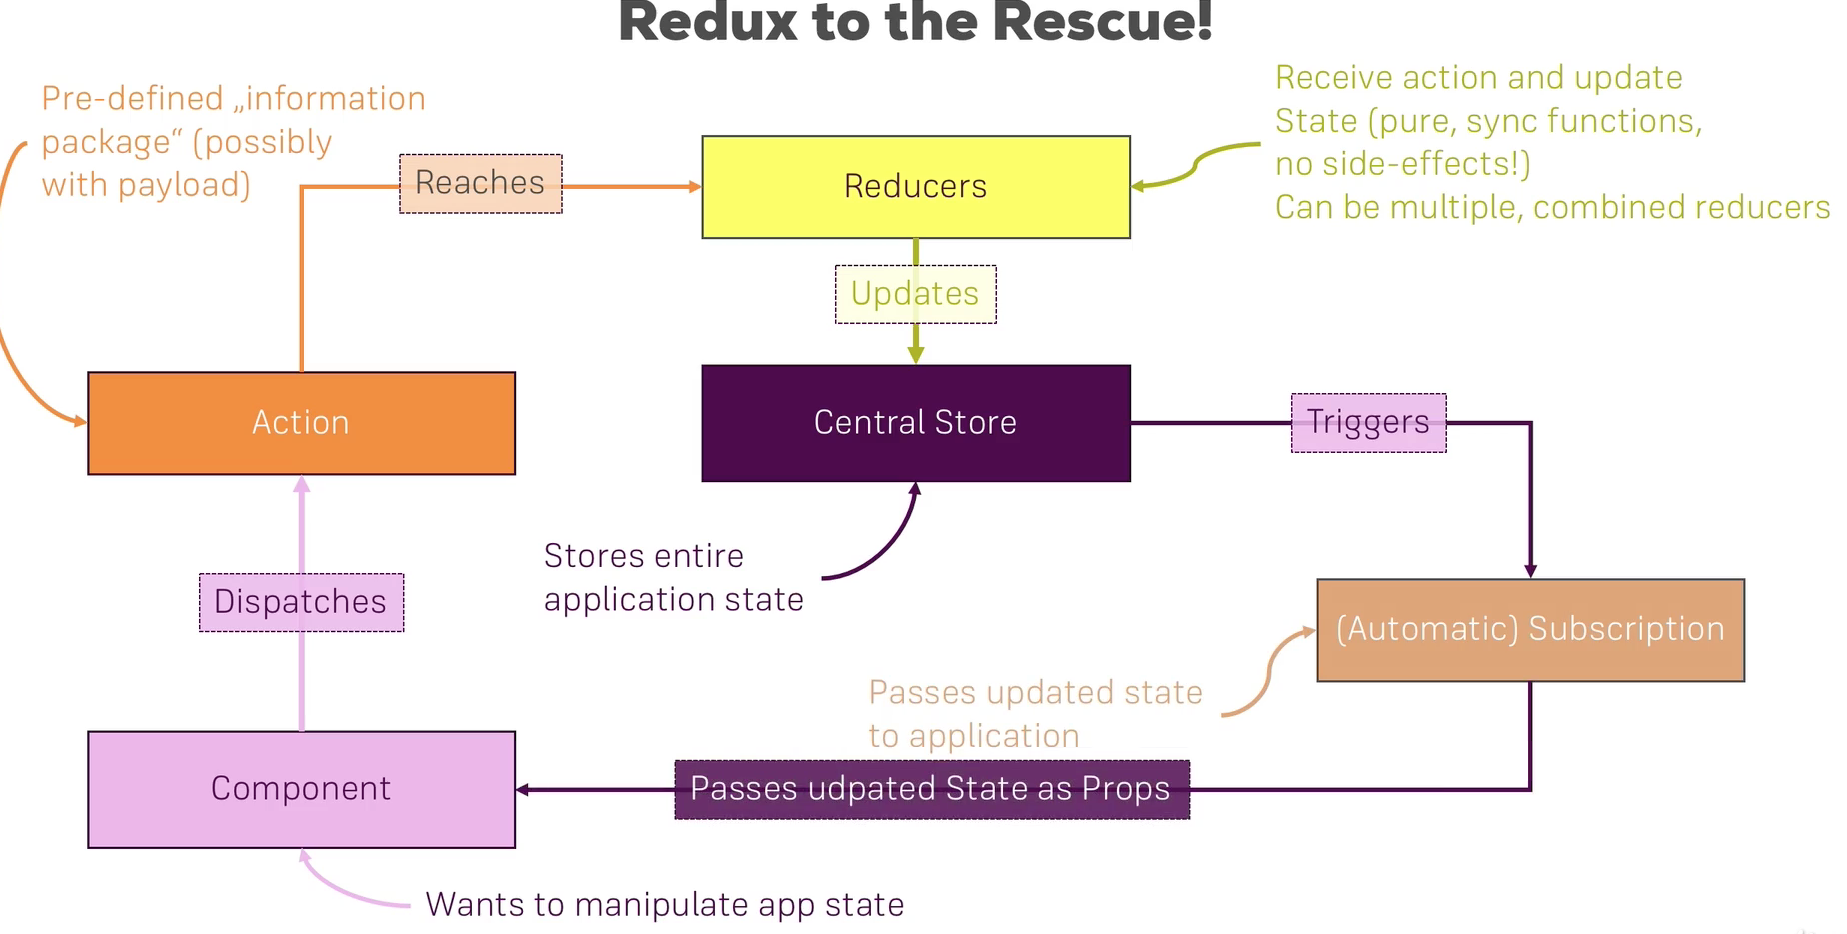 Redux to the Rescue!
Pre-defined „information
package“ (possibly
with payload)
Reaches
Reducers
Receive action and update
State (pure, sync functions,
no side-effects!)
Can be multiple, combined reducers
Updates
Action
Central Store
Triggers
Stores entire
application state
Dispatches
(Automatic) Subscription
Passes updated state
to application
Component
Passes udpated State as Props
Wants to manipulate app state